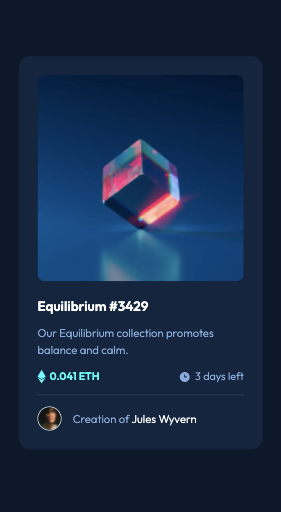 Equilibrium #3429
Our Equilibrium collection promotes
balance and calm.
0.041 ETH
3 days left
Creation of Jules Wyvern